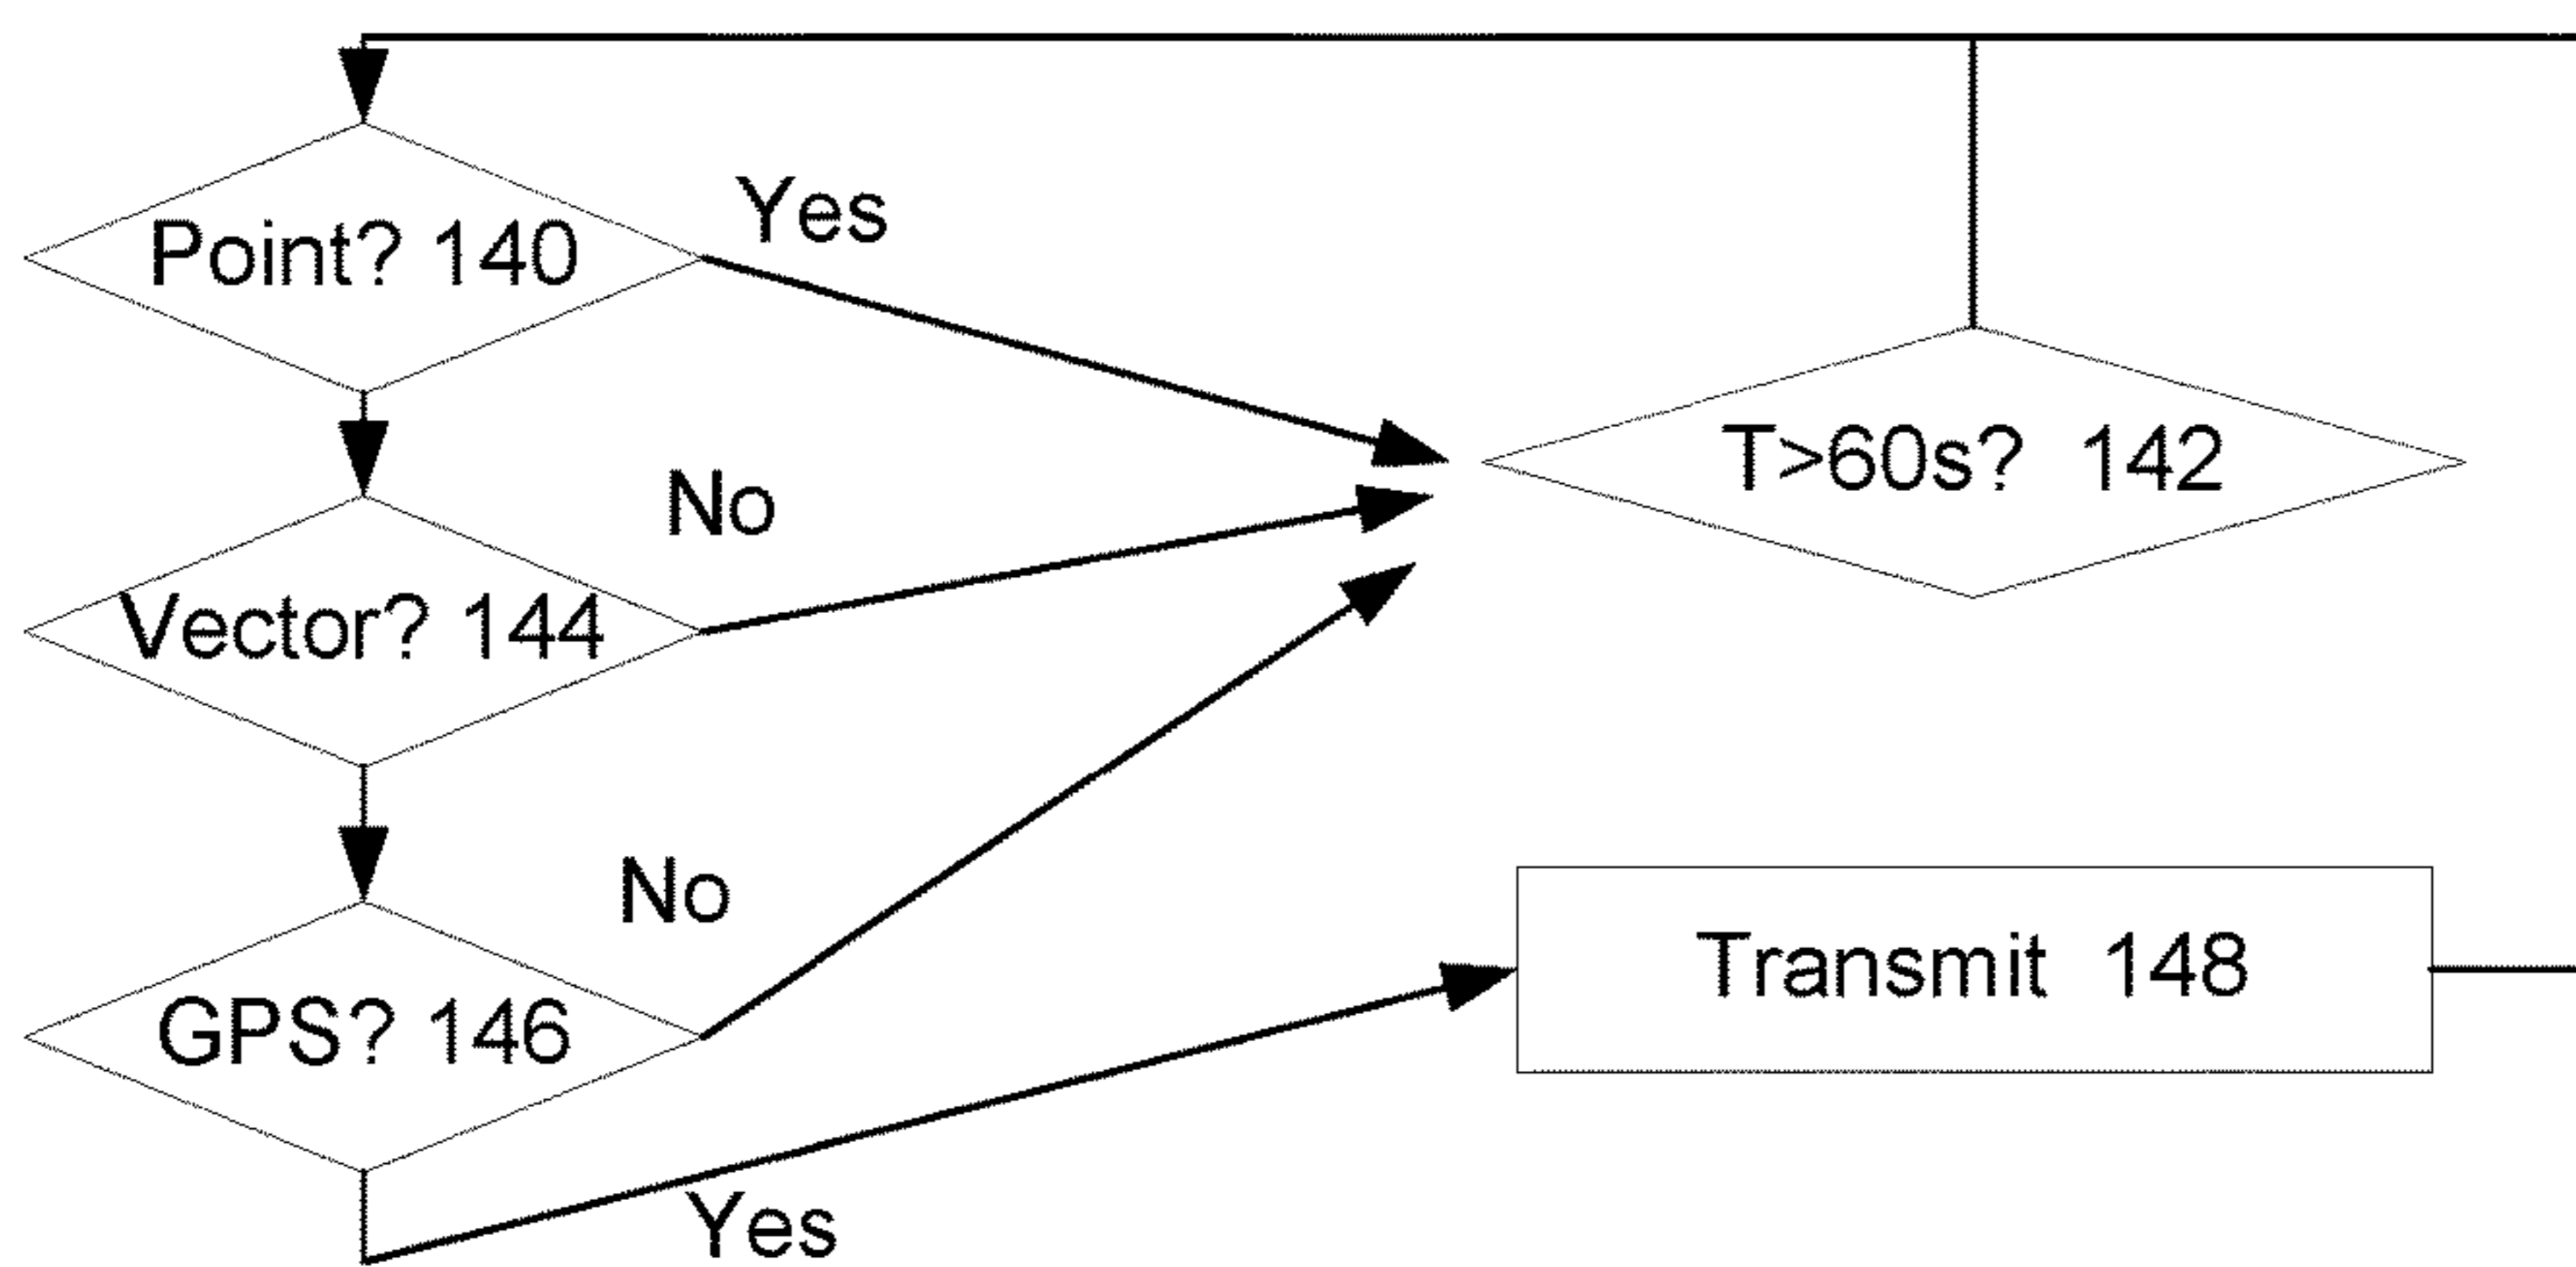 Yes
Point? 140
T>60s? 142
No
Vector? 144
No
Transmit 148
GPS? 146
Yes